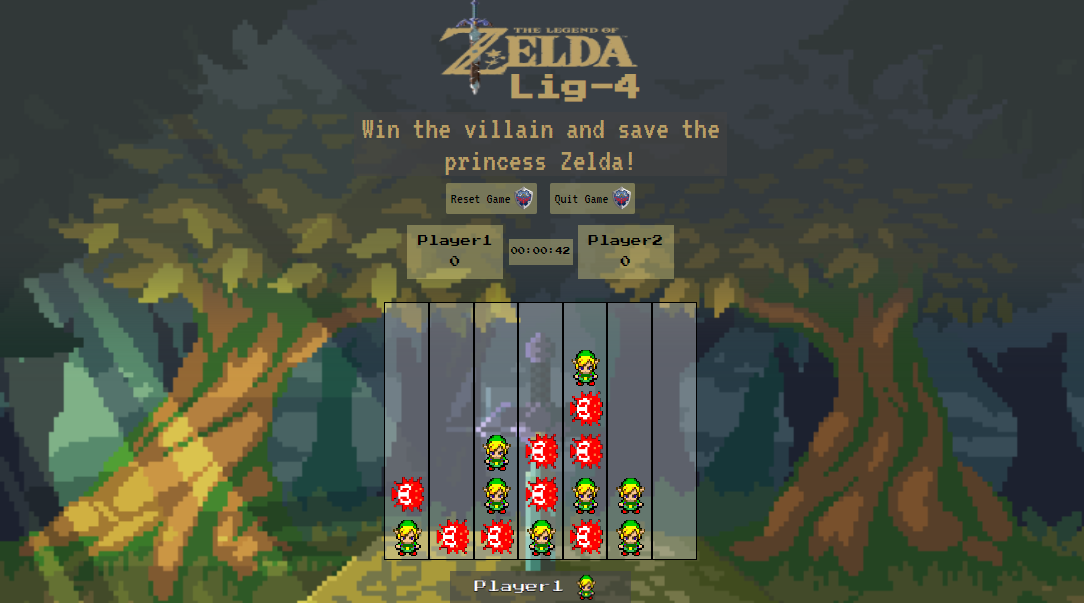 THE LEGEND OF
ZELDA
Lig-4
Win the villain and save the
princess Zelda!
Reset Game
Quit Game
Player1
0
00:00:42
Player2
0
Player1